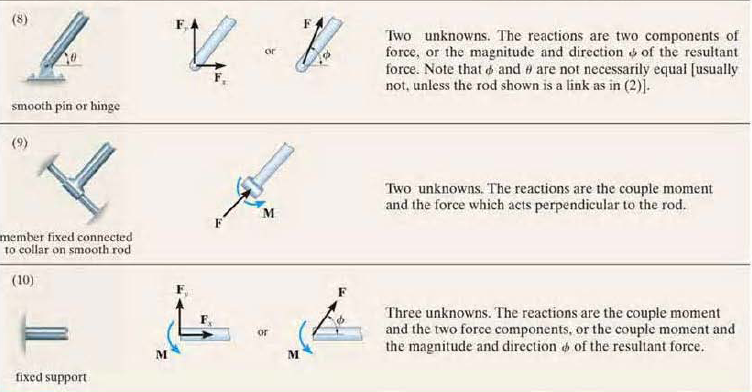 (8)
F_y
F_x
or
F
ϕ
θ
smooth pin or hinge
Two unknowns. The reactions are two components of
force, or the magnitude and direction ϕ of the resultant
force. Note that ϕ and θ are not necessarily equal [usually
not, unless the rod shown is a link as in (2)].
(9)
F
M
member fixed connected
to collar on smooth rod
Two unknowns. The reactions are the couple moment
and the force which acts perpendicular to the rod.
(10)
F_y
F_x
M
or
F
ϕ
M
fixed support
Three unknowns. The reactions are the couple moment
and the two force components, or the couple moment and
the magnitude and direction ϕ of the resultant force.